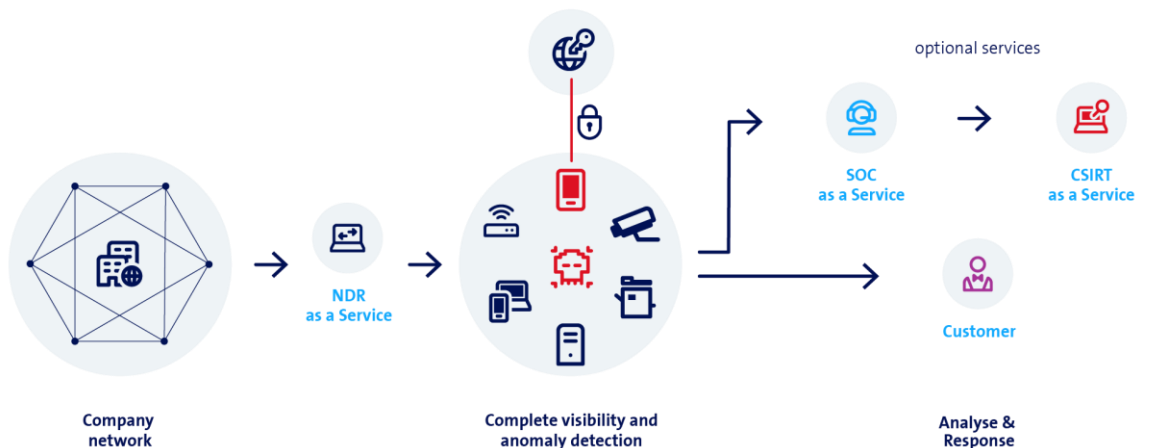 optional services
SOC
as a Service
CSIRT
as a Service
NDR
as a Service
Customer
Company
network
Complete visibility and
anomaly detection
Analyse &
Response